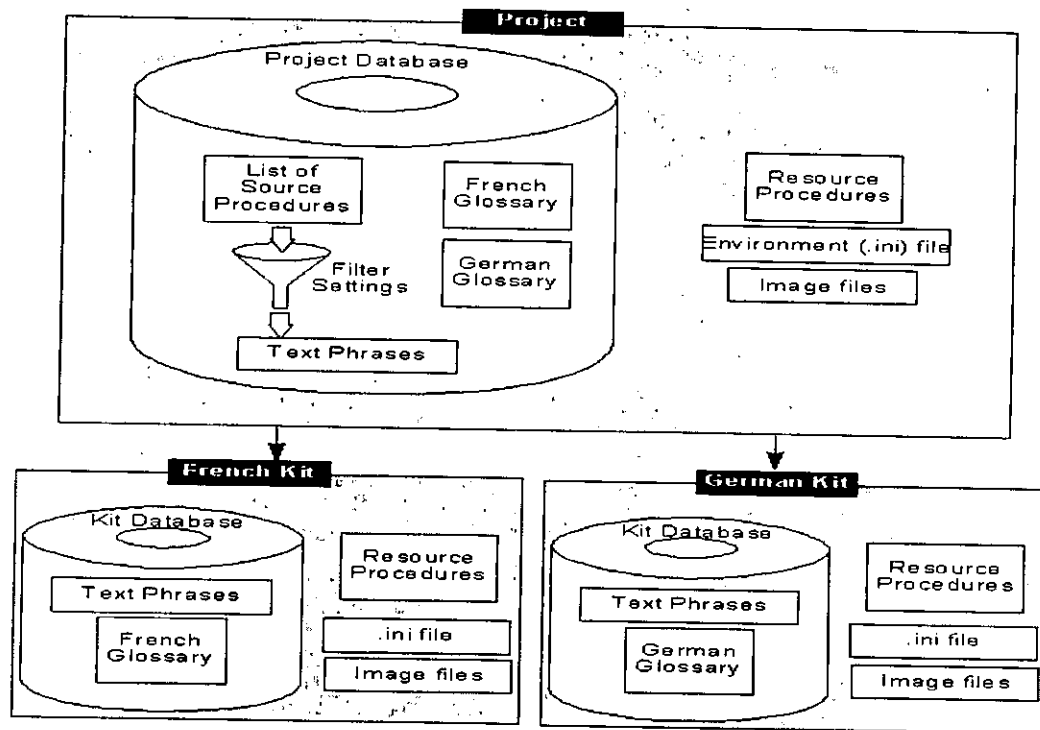 Project
Project Database
List of
Source
Procedures
French
Glossary
Resource
Procedures
Environment (.ini) file
Filter
Settings
German
Glossary
Image files
Text Phrases
French Kit
Kit Database
Resource
Procedures
Text Phrases
French
Glossary
.ini file
Image files
German Kit
Kit Database
Resource
Procedures
Text Phrases
German
Glossary
.ini file
Image files